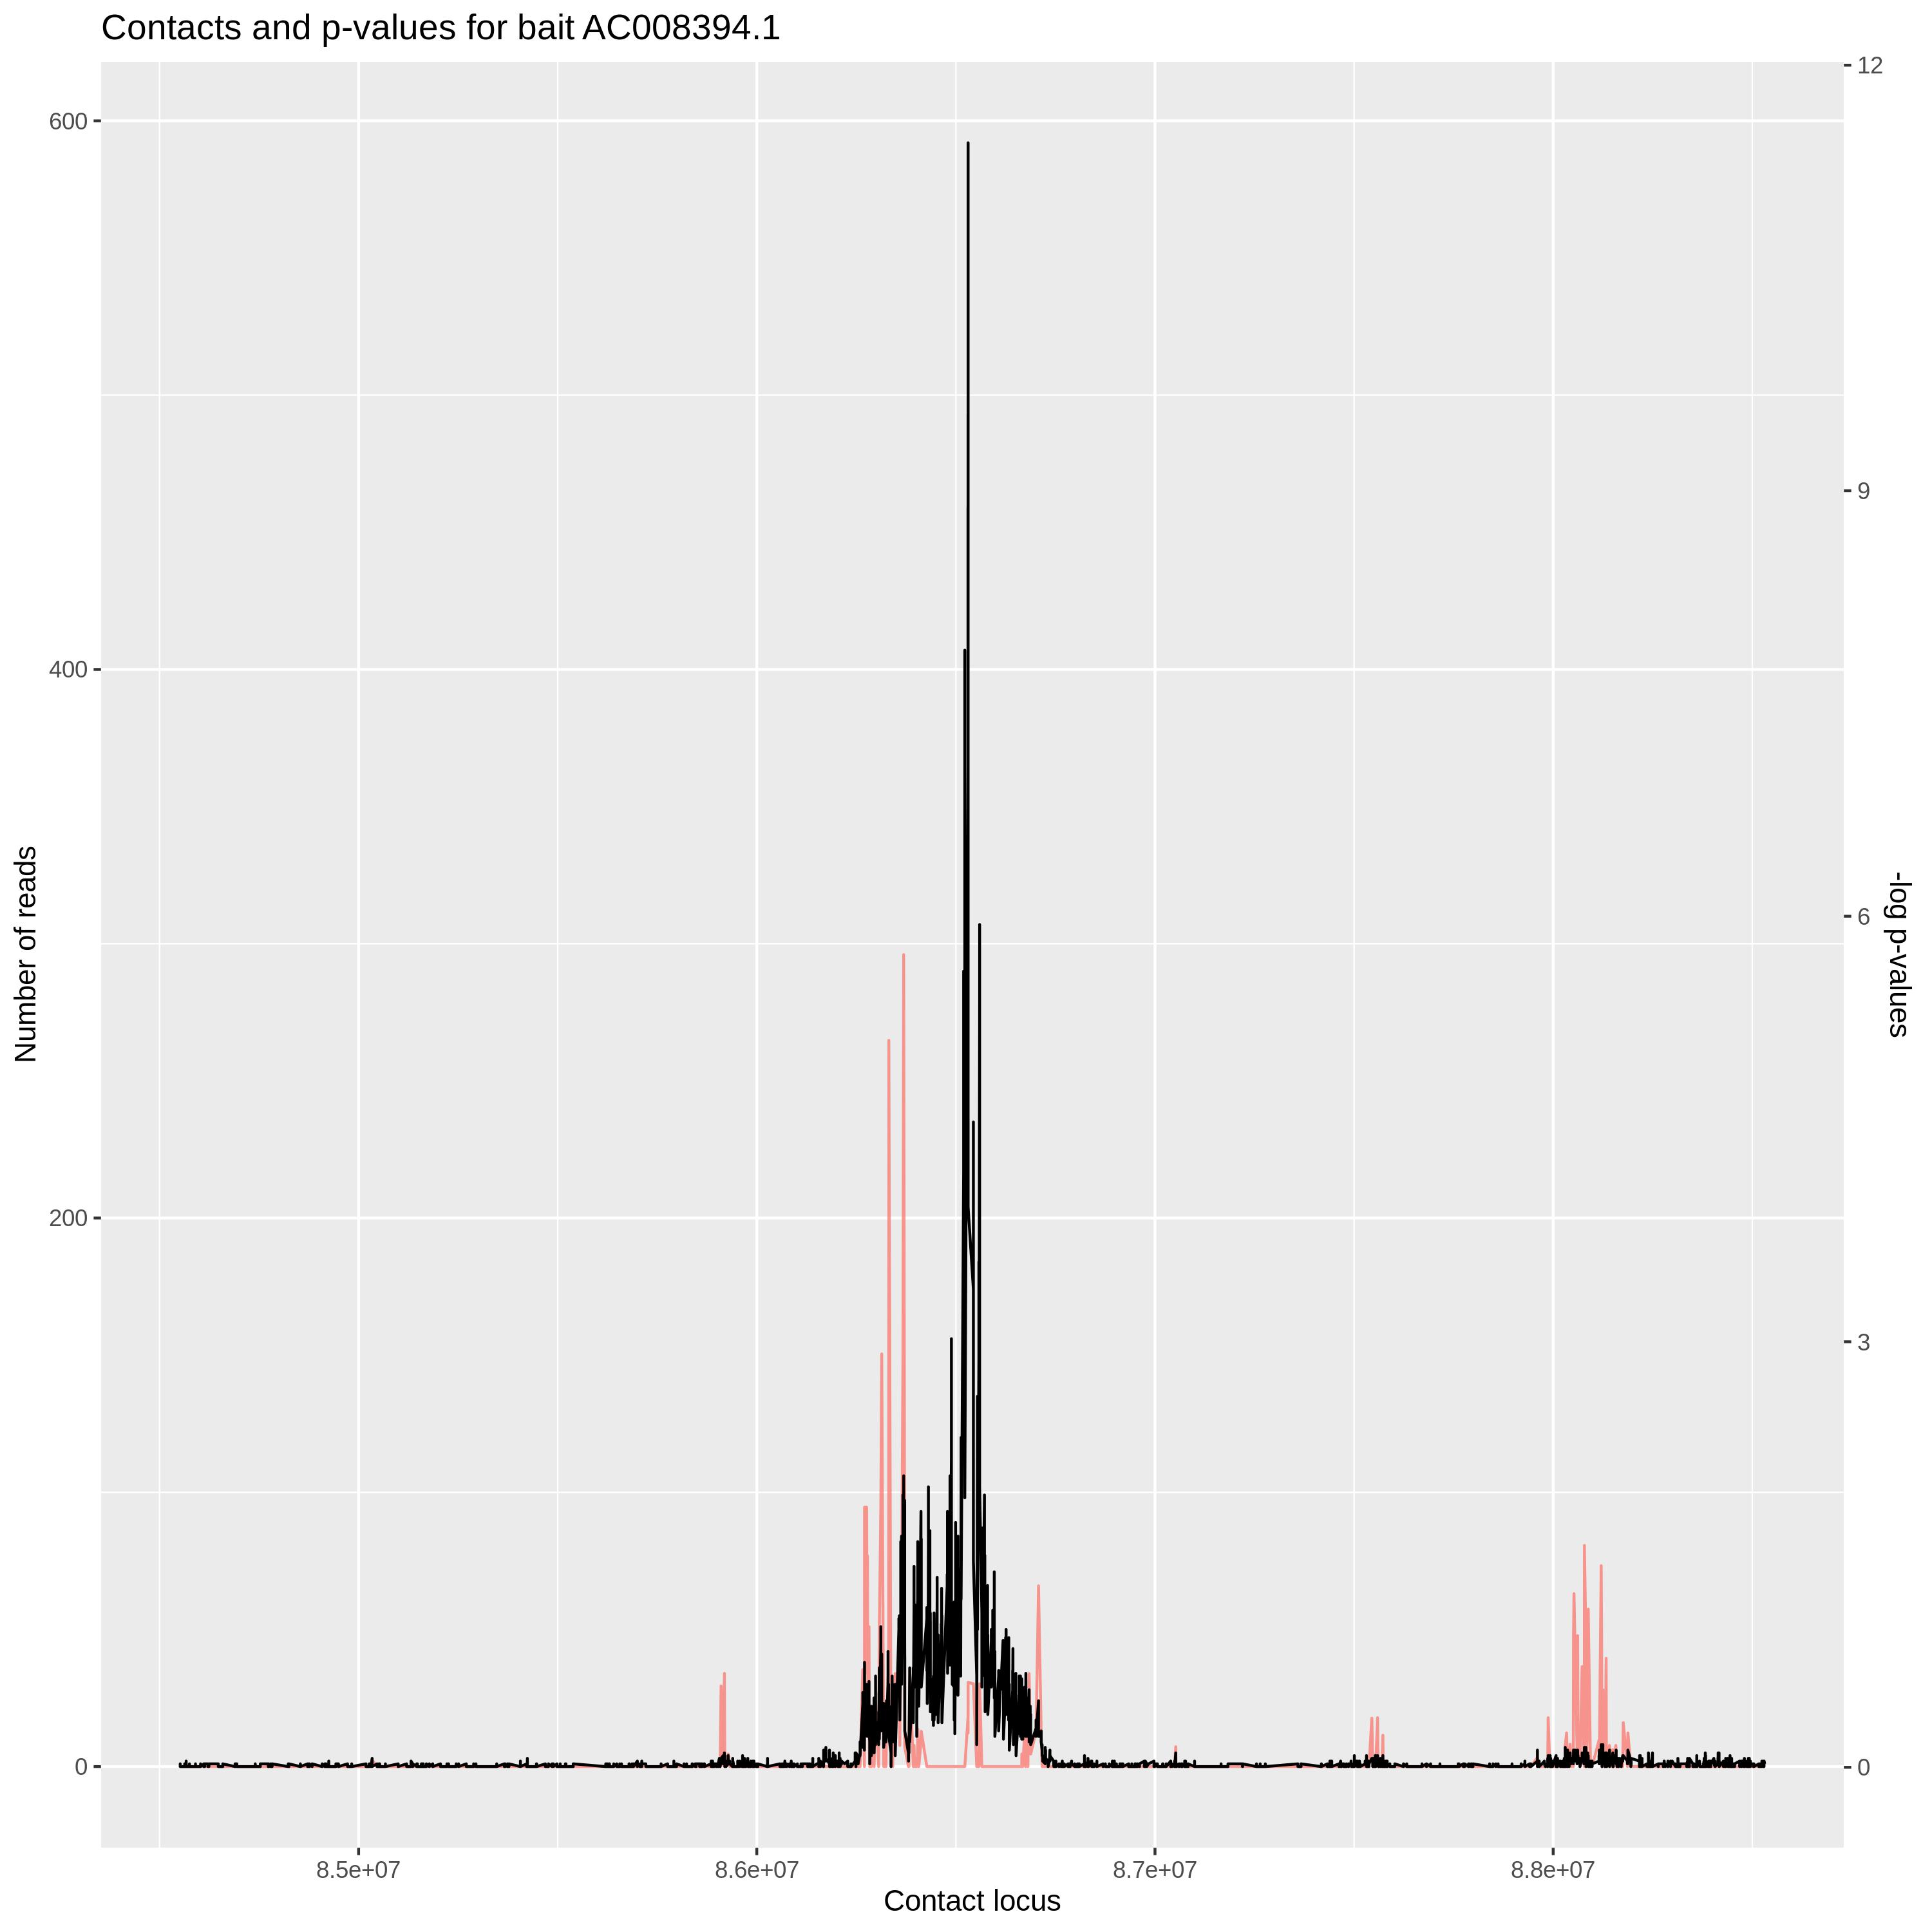 Contacts and p-values for bait AC008394.1
600
400
200
0
Number of reads
12
9
6
3
0
-log p-values
8.5e+07
8.6e+07
8.7e+07
8.8e+07
Contact locus